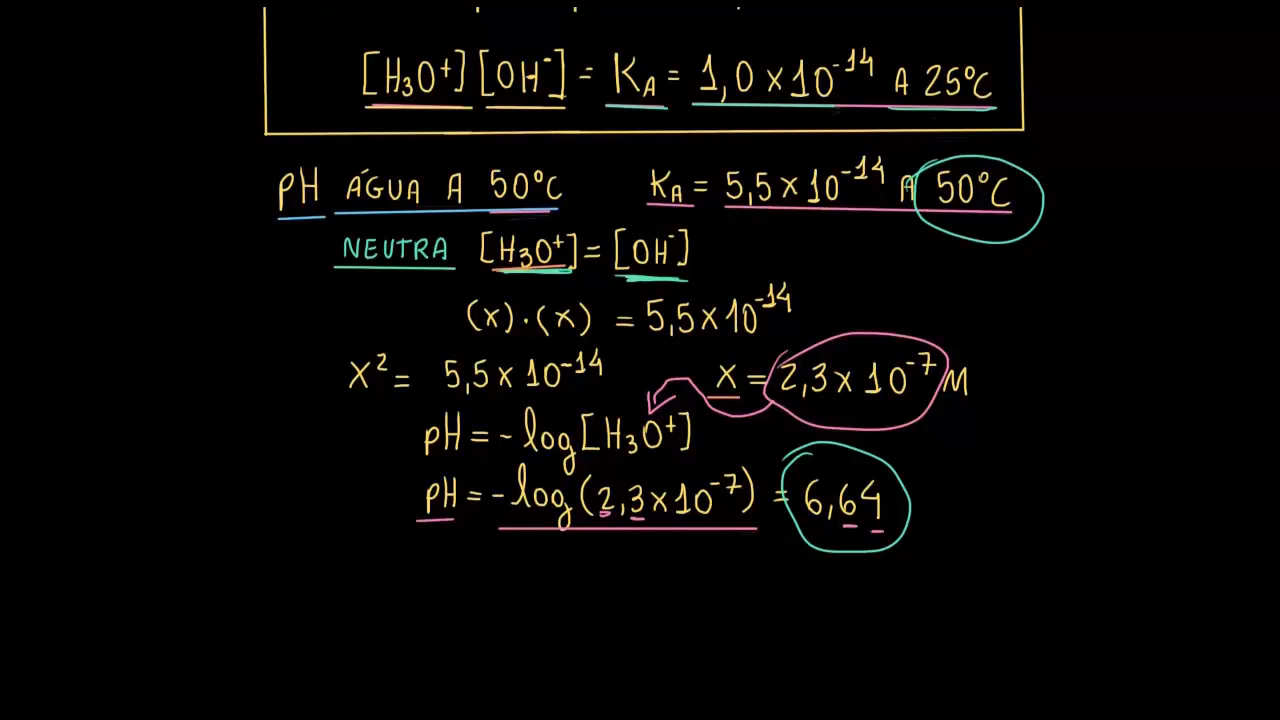 [H₃O⁺][OH⁻] = KA = 1,0 x 10⁻¹⁴ A 25°C
PH ÁGUA A 50°C KA = 5,5 x 10⁻¹⁴ A 50°C
NEUTRA [H₃O⁺] = [OH⁻]
(x)·(x) = 5,5 x 10⁻¹⁴
X² = 5,5 x 10⁻¹⁴ X = 2,3 x 10⁻⁷ M
pH = -log[H₃O⁺]
pH = -log(2,3 x 10⁻⁷) = 6,64